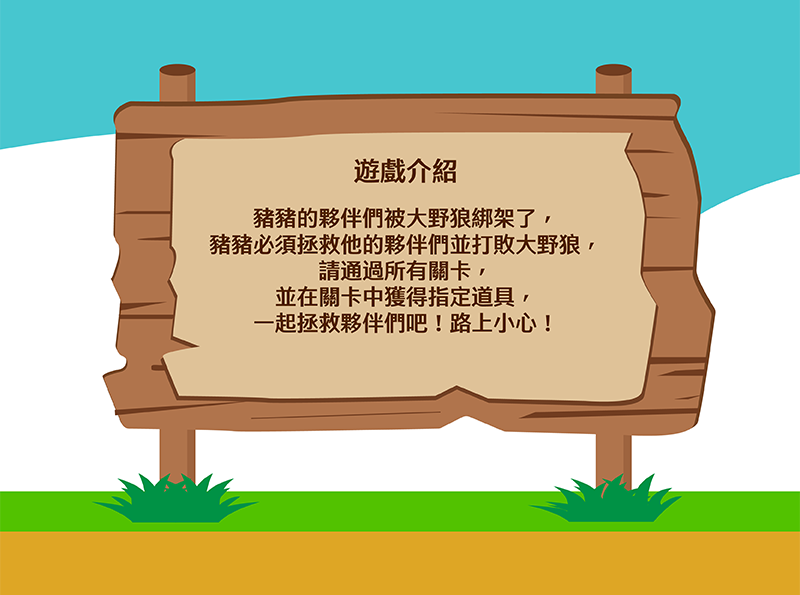 遊戲介紹
豬豬的夥伴們被大野狼綁架了，
豬豬必須拯救他的夥伴們並打敗大野狼，
請通過所有關卡，
並在關卡中獲得指定道具，
一起拯救夥伴們吧！路上小心！